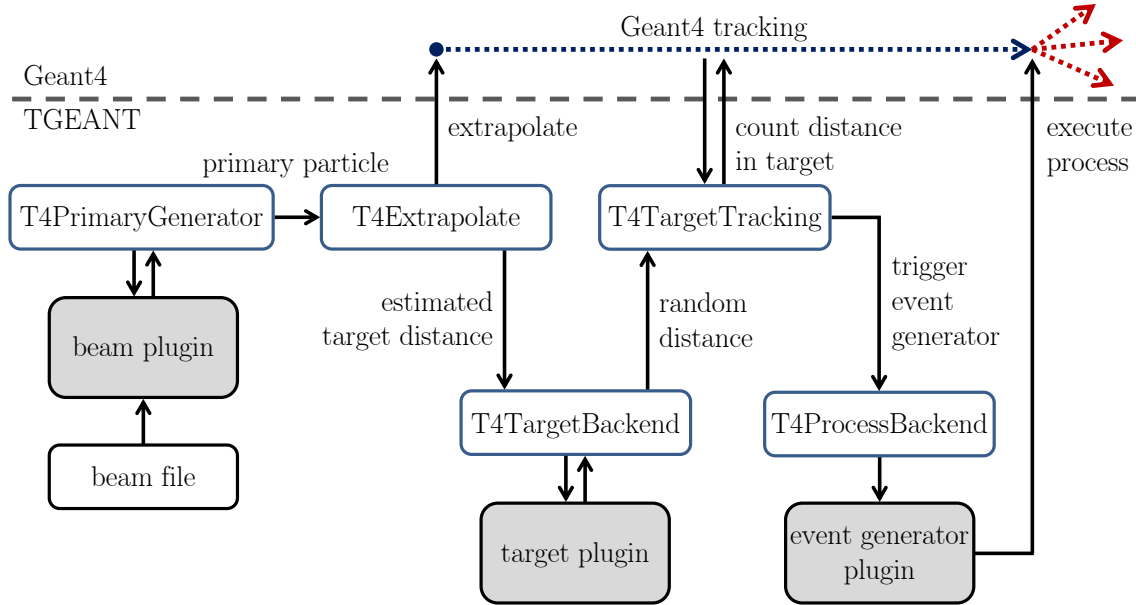 Geant4 tracking
Geant4
TGEANT
extrapolate
count distance
in target
execute
process
primary particle
T4PrimaryGenerator
T4Extrapolate
T4TargetTracking
estimated
target distance
random
distance
trigger
event
generator
beam plugin
T4TargetBackend
T4ProcessBackend
beam file
target plugin
event generator
plugin